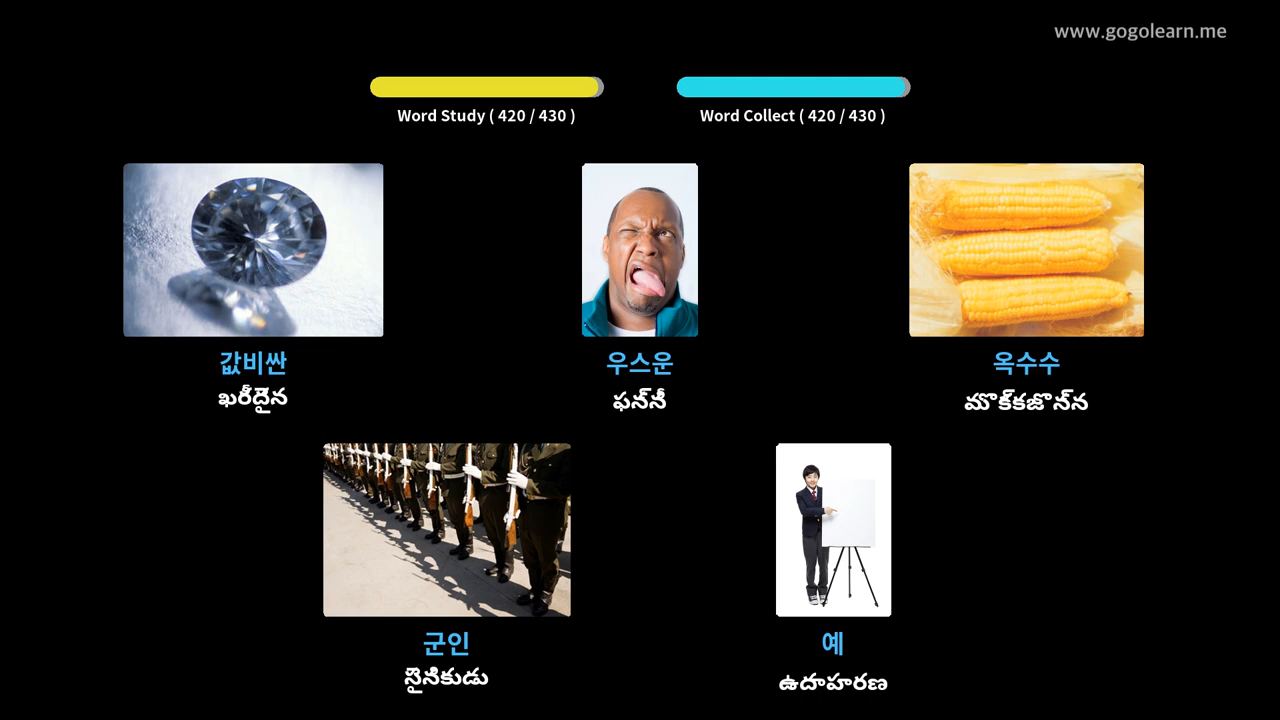 www.gogolearn.me
Word Study ( 420 / 430 )
Word Collect ( 420 / 430 )
값비싼
우스운
옥수수
ఖరీదైన
ఫన్నీ
మొక్కజొన్న
군인
예
సైనికుడు
ఉదాహరణ